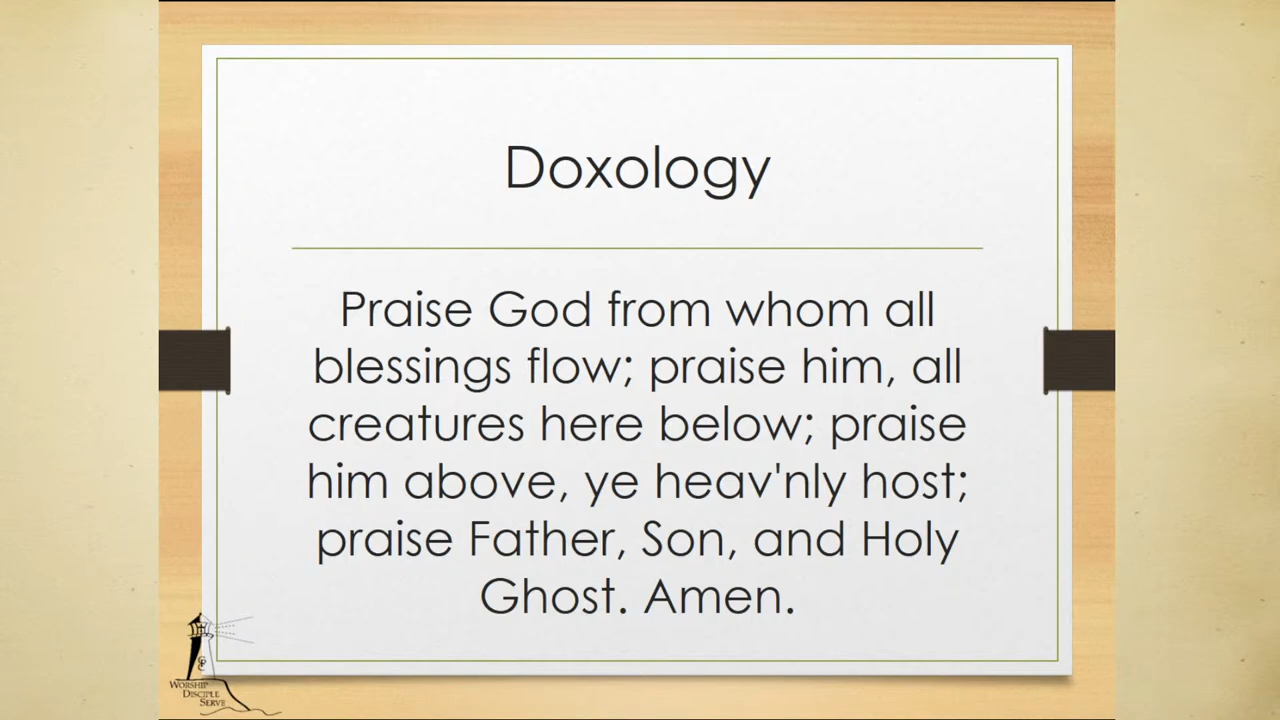 Doxology
Praise God from whom all
blessings flow; praise him, all
creatures here below; praise
him above, ye heav'nly host;
praise Father, Son, and Holy
Ghost. Amen.
WORSHIP
DISCIPLE
SERVE